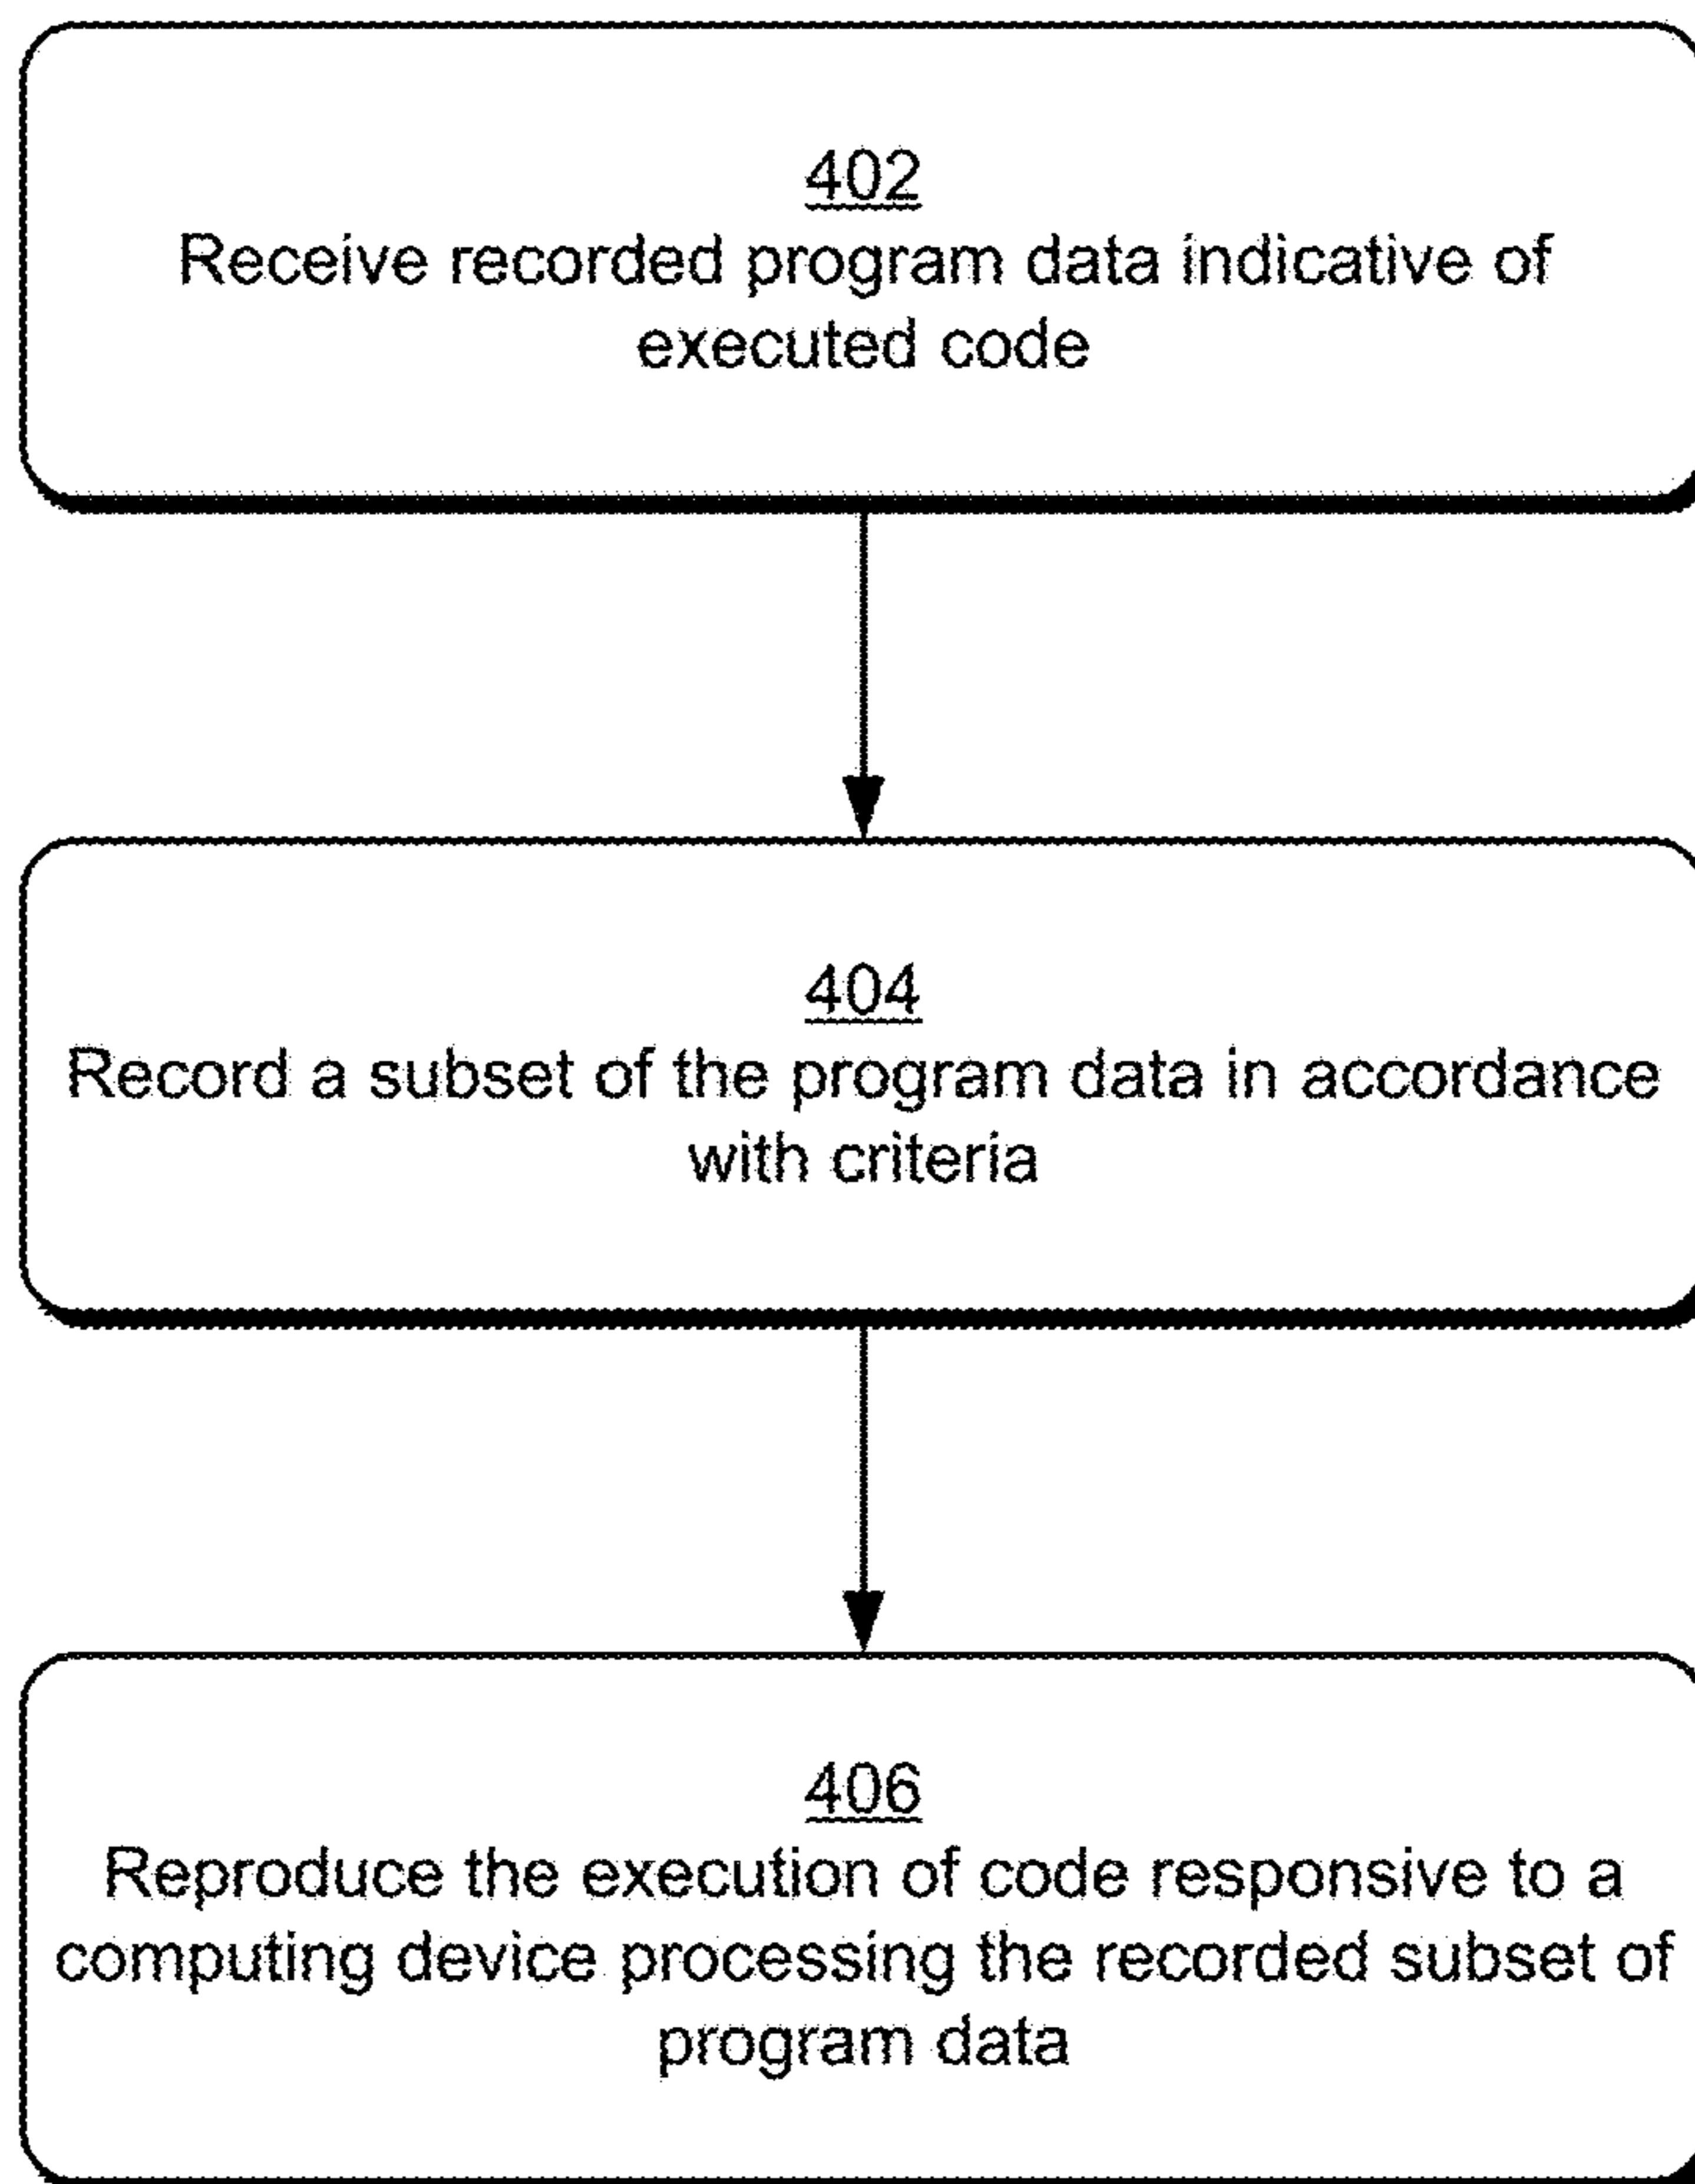 402
Receive recorded program data indicative of
executed code
404
Record a subset of the program data in accordance
with criteria
406
Reproduce the execution of code responsive to a
computing device processing the recorded subset of
program data